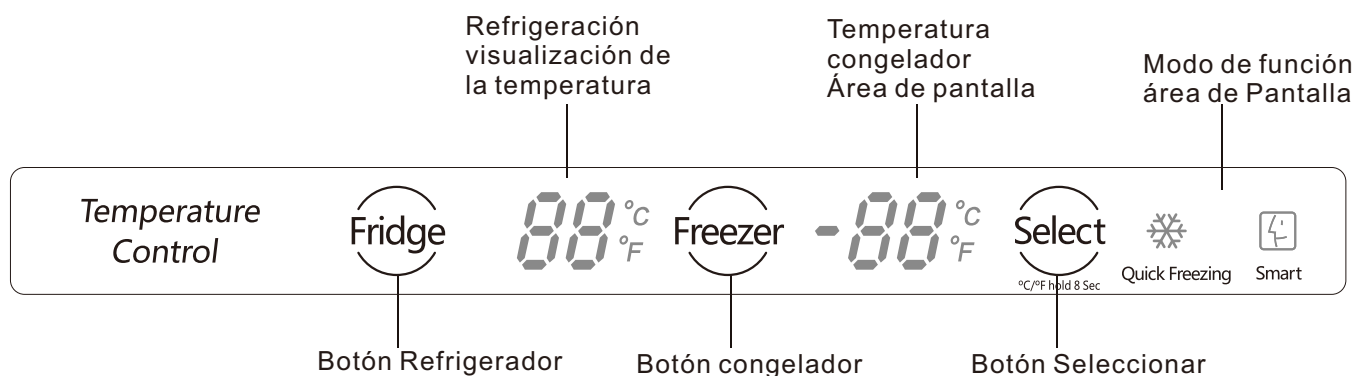 Refrigeración
visualización de
la temperatura
Temperatura
congelador
Área de pantalla
Modo de función
área de Pantalla
Temperature
Control
Fridge
88 °C
°F
Freezer
-88 °C
°F
Select
°C/°F hold 8 Sec
Quick Freezing
Smart
Botón Refrigerador
Botón congelador
Botón Seleccionar